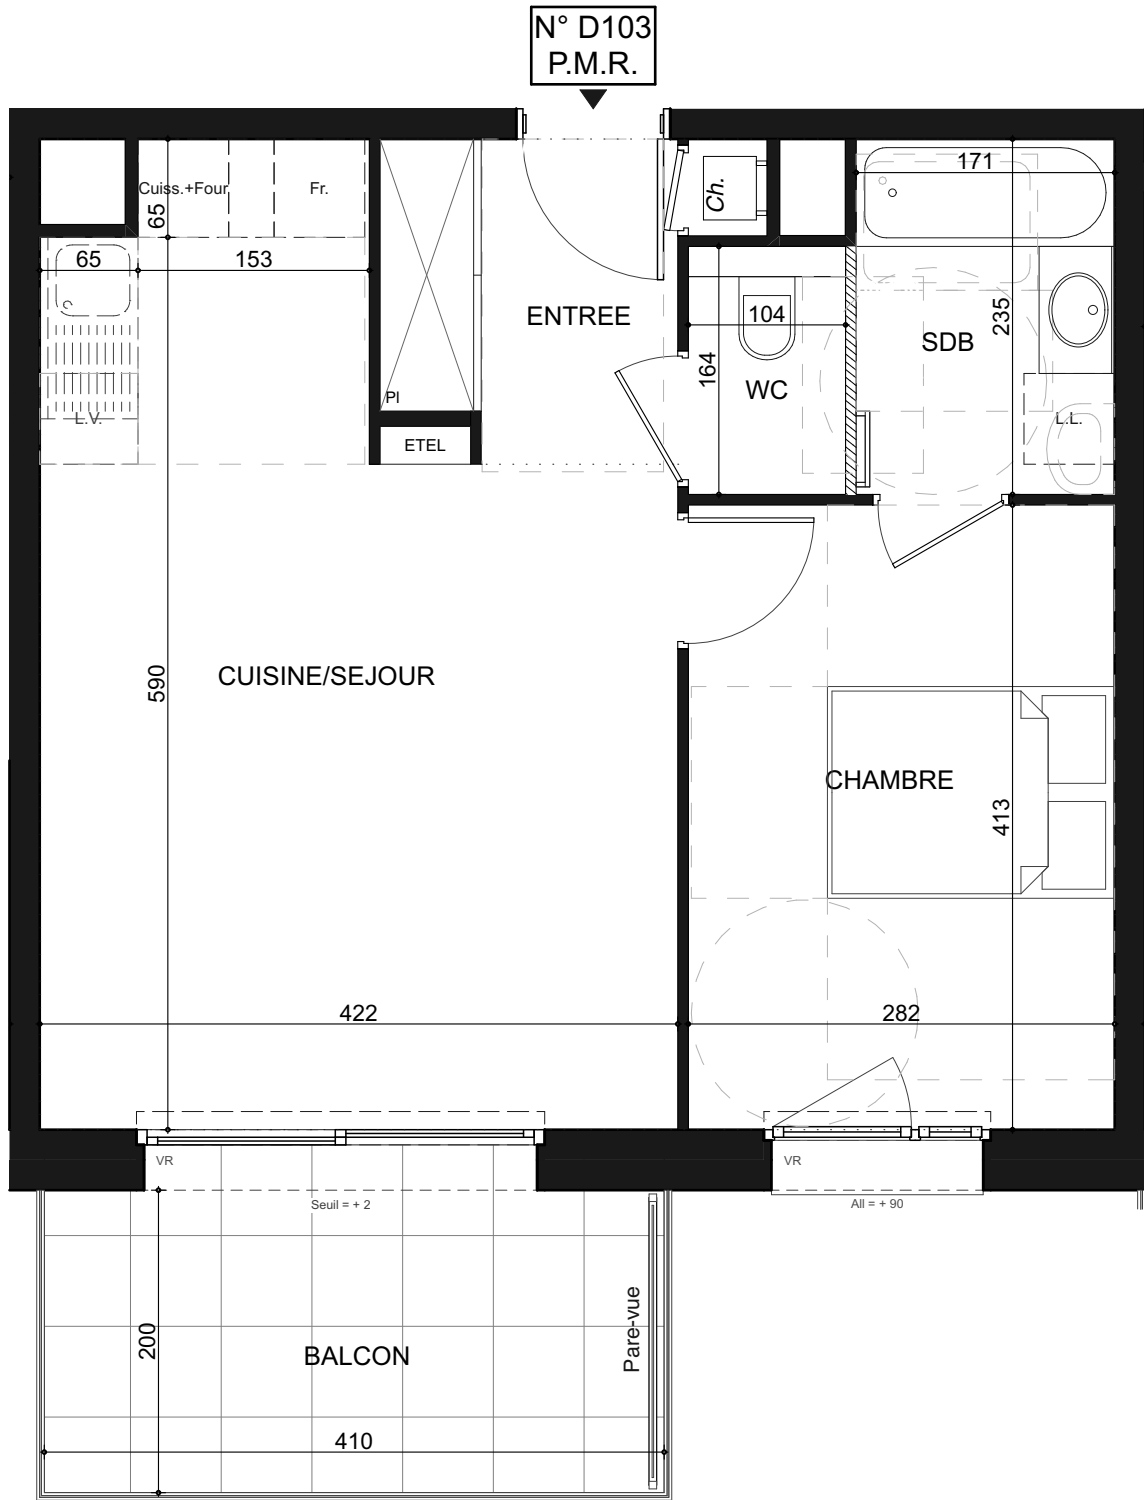 N° D103
P.M.R.
Cuiss.+Four
Fr.
65
65
153
Ch.
171
ENTREE
104
164
WC
SDB
235
L.V.
Pl
ETEL
L.L.
590
CUISINE/SEJOUR
CHAMBRE
413
422
282
VR
VR
Seuil = + 2
All = + 90
200
BALCON
Pare-vue
410